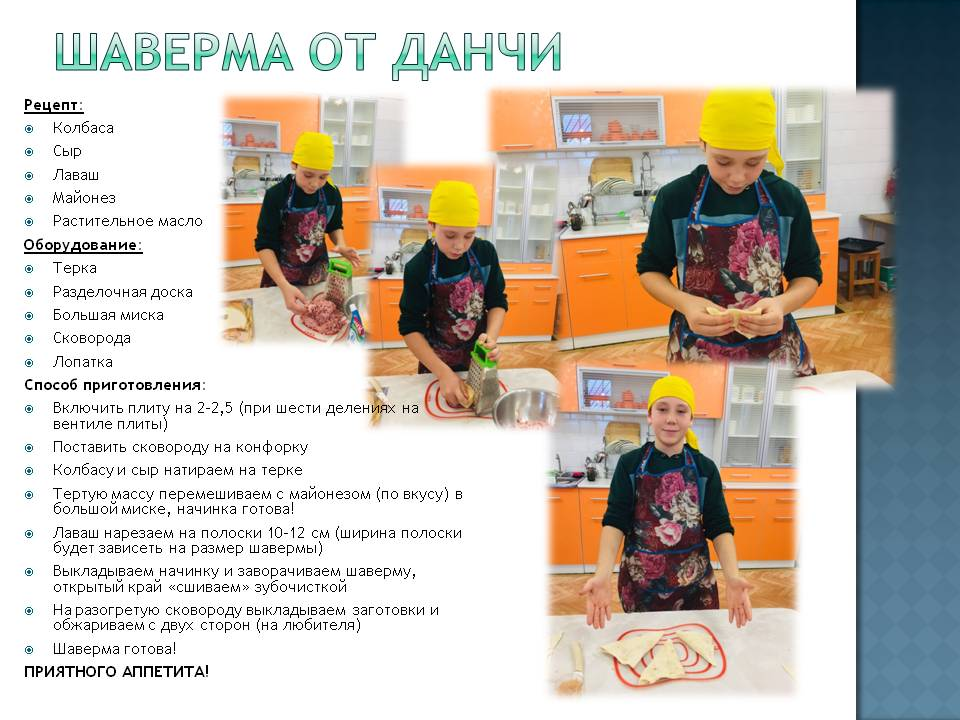 ШАВЕРМА ОТ ДАНЧИ
Рецепт:
Колбаса
Сыр
Лаваш
Майонез
Растительное масло
Оборудование:
Терка
Разделочная доска
Большая миска
Сковорода
Лопатка
Способ приготовления:
Включить плиту на 2-2,5 (при шести делениях на
вентиле плиты)
Поставить сковороду на конфорку
Колбасу и сыр натираем на терке
Тертую массу перемешиваем с майонезом (по вкусу) в
большой миске, начинка готова!
Лаваш нарезаем на полоски 10-12 см (ширина полоски
будет зависеть на размер шавермы)
Выкладываем начинку и заворачиваем шаверму,
открытый край «сшиваем» зубочисткой
На разогретую сковороду выкладываем заготовки и
обжариваем с двух сторон (на любителя)
Шаверма готова!
ПРИЯТНОГО АППЕТИТА!